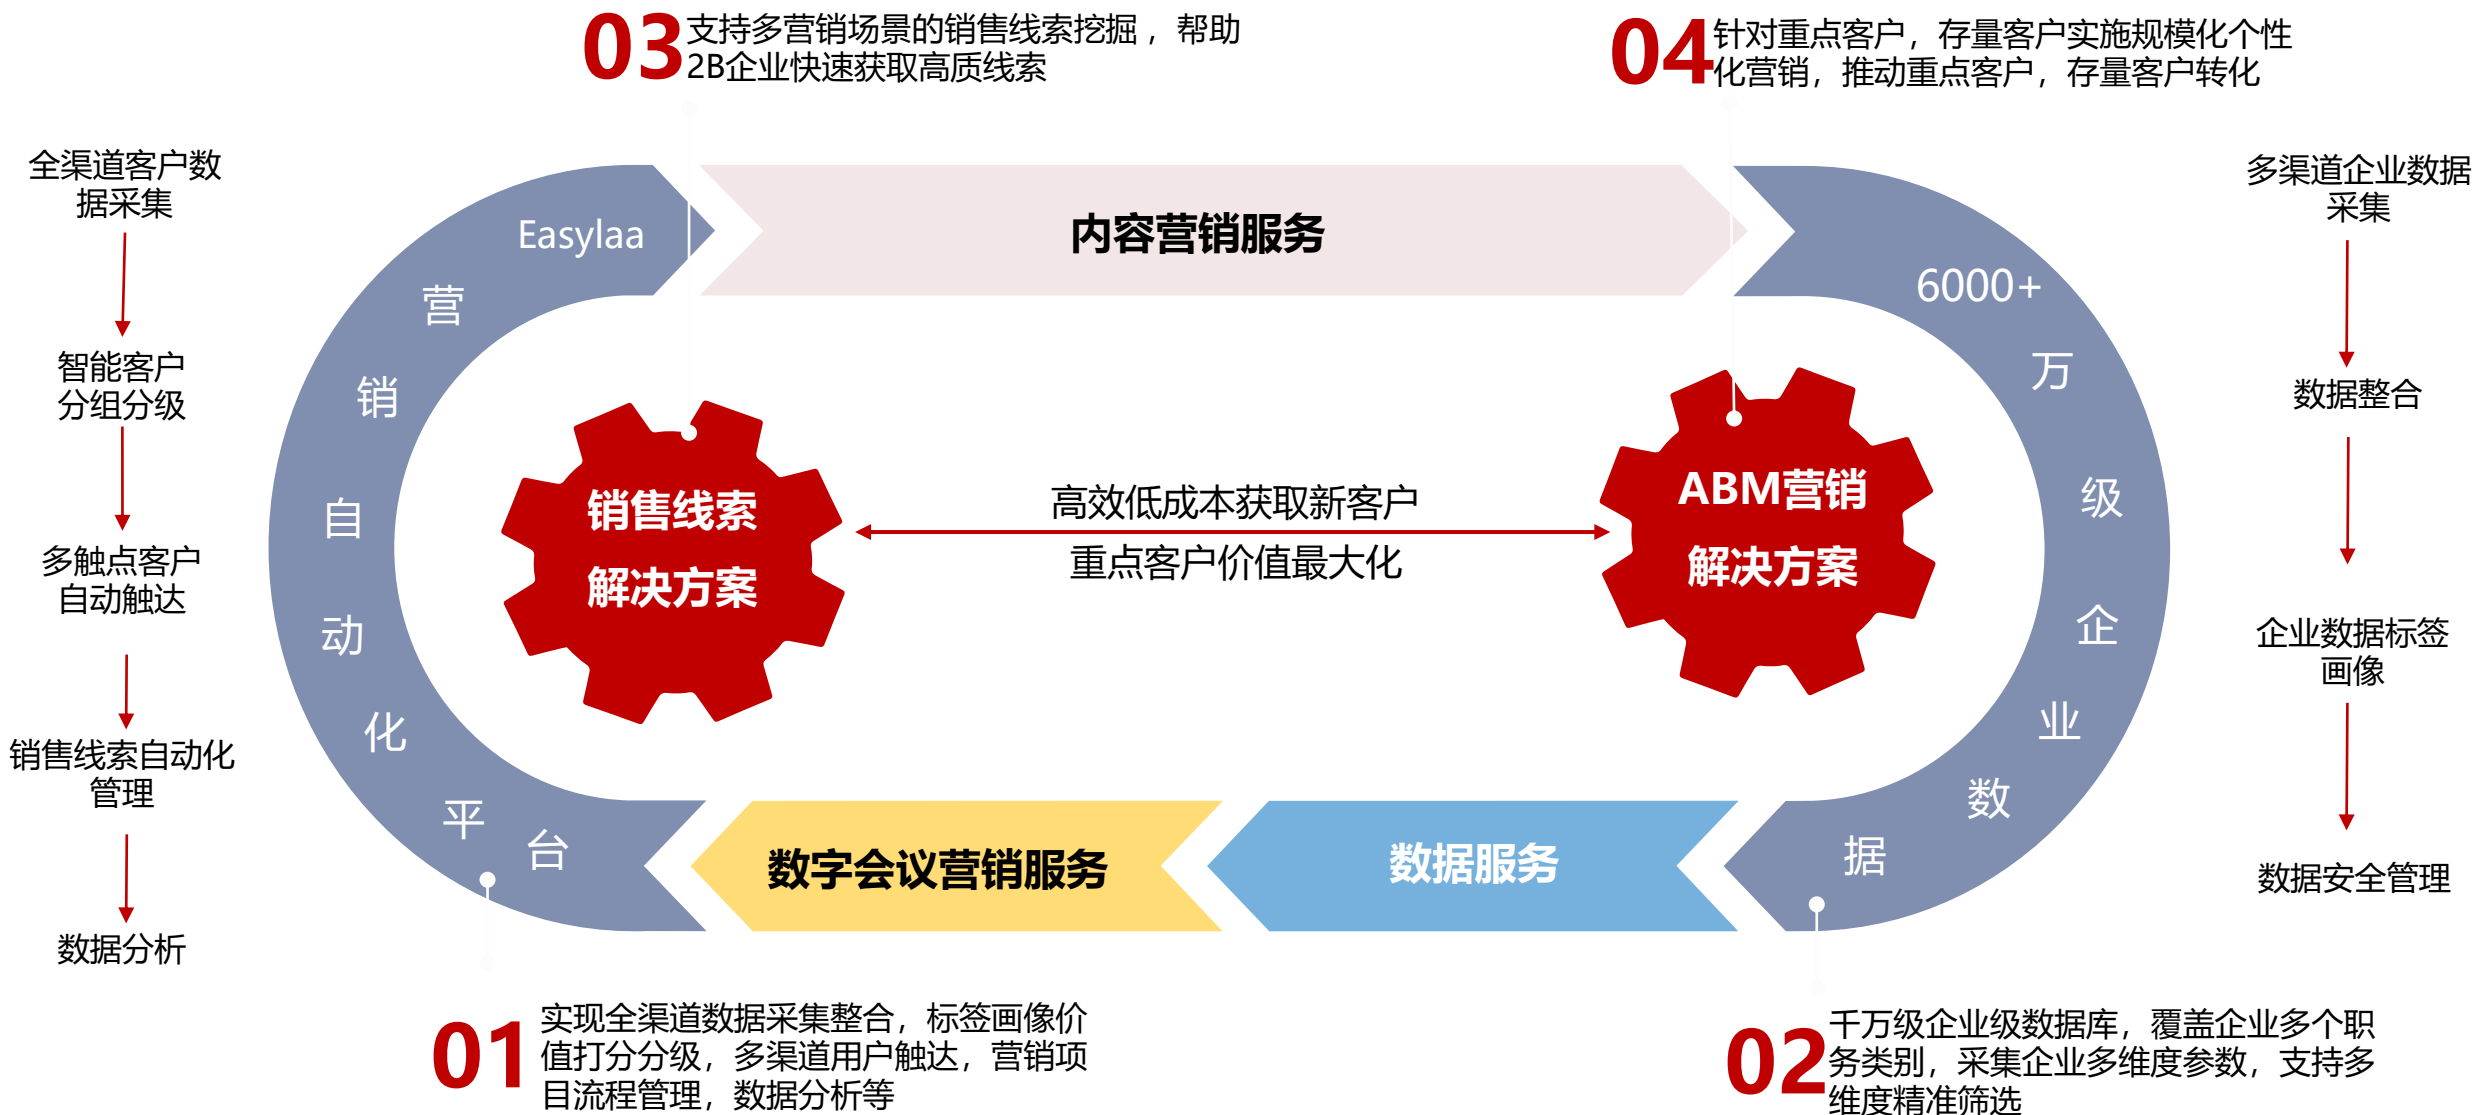 03
支持多营销场景的销售线索挖掘，帮助
2B企业快速获取高质线索
04
针对重点客户，存量客户实施规模化个性
化营销，推动重点客户，存量客户转化
全渠道客户数
据采集
智能客户
分组分级
多触点客户
自动触达
销售线索自动化
管理
数据分析
Easylaa
营
销
自
动
化
平
台
内容营销服务
销售线索
解决方案
高效低成本获取新客户
重点客户价值最大化
ABM营销
解决方案
6000+
万
级
企
业
数
据
数字会议营销服务
数据服务
多渠道企业数据
采集
数据整合
企业数据标签
画像
数据安全管理
01
实现全渠道数据采集整合，标签画像价
值打分分级，多渠道用户触达，营销项
目流程管理，数据分析等
02
千万级企业级数据库，覆盖企业多个职
务类别，采集企业多维度参数，支持多
维度精准筛选